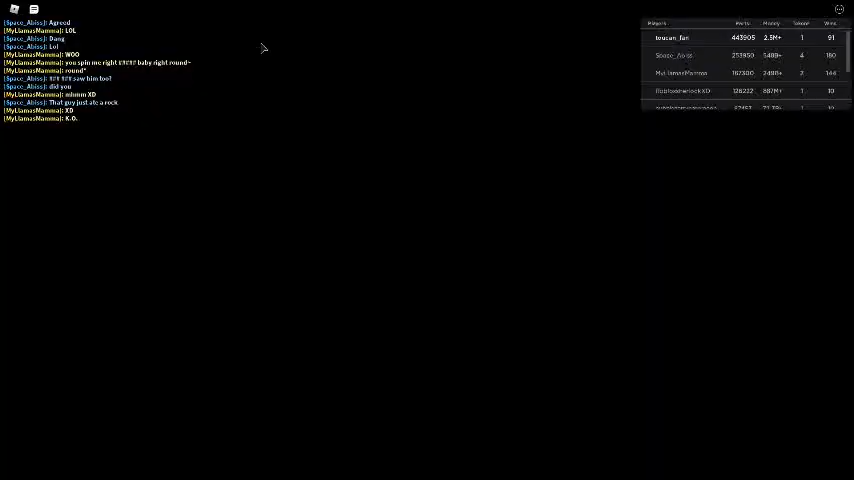 [Space_Abiss]: Agreed
[MyLlamasMamma]: LOL
[Space_Abiss]: Dang
[Space_Abiss]: Lol
[MyLlamasMamma]: WOO
[MyLlamasMamma]: you spin me right ##### baby right round~
[MyLlamasMamma]: round*
[Space_Abiss]: ### ### saw him too?
[Space_Abiss]: did you
[MyLlamasMamma]: mhmm XD
[Space_Abiss]: That guy just ate a rock
[MyLlamasMamma]: XD
[MyLlamasMamma]: K.O.
Players Parts Money Tokens Wins
toucan_fan 443905 2.5M+ 1 91
Space_Abiss 253950 4 180
MyLlamasMamma 2 144
RobloxsherlockXD 1 10